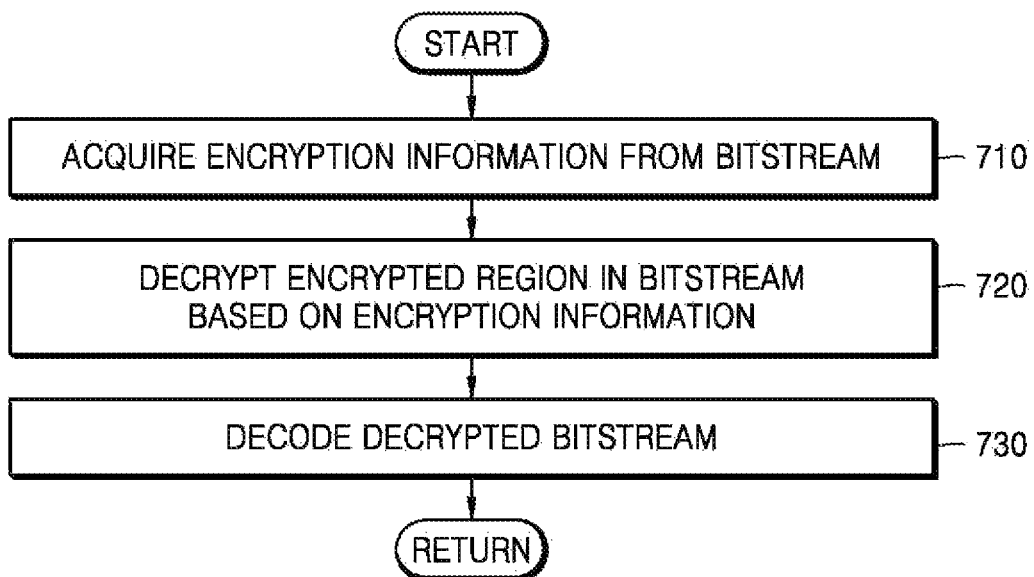 START
ACQUIRE ENCRYPTION INFORMATION FROM BITSTREAM
710
DECRYPT ENCRYPTED REGION IN BITSTREAM
BASED ON ENCRYPTION INFORMATION
720
DECODE DECRYPTED BITSTREAM
730
RETURN